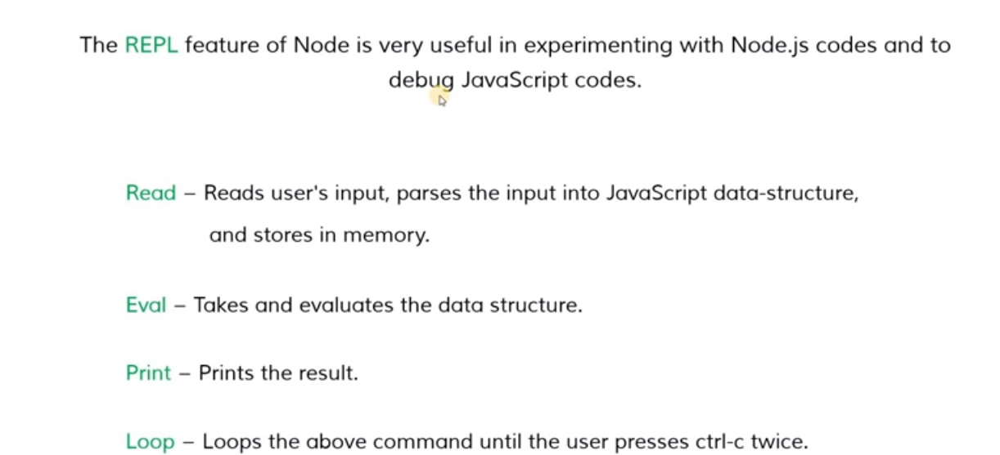 The REPL feature of Node is very useful in experimenting with Node.js codes and to
debug JavaScript codes.
Read – Reads user's input, parses the input into JavaScript data-structure,
and stores in memory.
Eval – Takes and evaluates the data structure.
Print – Prints the result.
Loop – Loops the above command until the user presses ctrl-c twice.